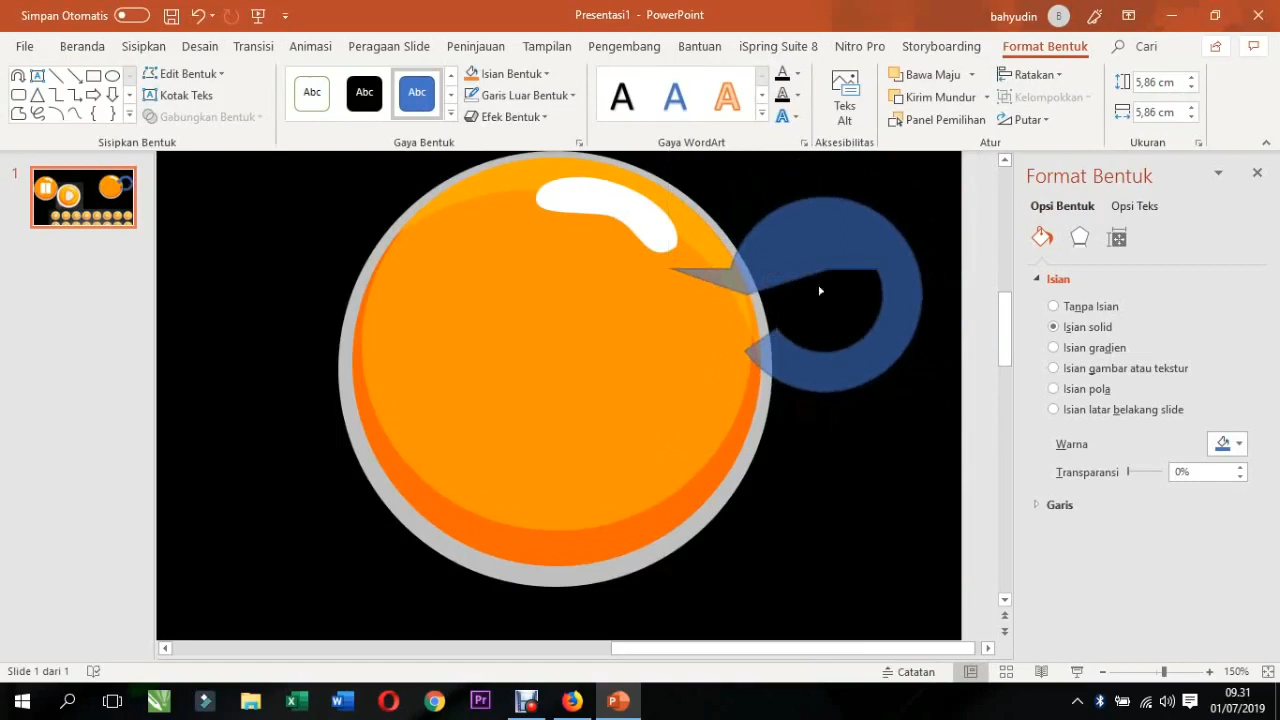 Simpan Otomatis
Presentasi1 - PowerPoint
bahyudin
B
File Beranda Sisipkan Desain Transisi Animasi Peragaan Slide Peninjauan Tampilan Pengembang Bantuan iSpring Suite 8 Nitro Pro Storyboarding Format Bentuk Cari
Edit Bentuk
Kotak Teks
Gabungkan Bentuk
Sisipkan Bentuk
Abc Abc Abc
Isian Bentuk
Garis Luar Bentuk
Efek Bentuk
Gaya Bentuk
A A A
Gaya WordArt
Teks
Alt
Aksesibilitas
Bawa Maju
Kirim Mundur
Panel Pemilihan
Ratakan
Kelompokkan
Putar
Atur
5,86 cm
5,86 cm
Ukuran
1
Format Bentuk
Opsi Bentuk Opsi Teks
Isian
Tanpa Isian
Isian solid
Isian gradien
Isian gambar atau tekstur
Isian pola
Isian latar belakang slide
Warna
Transparansi 0%
Garis
Slide 1 dari 1
Catatan
150%
09.31
01/07/2019